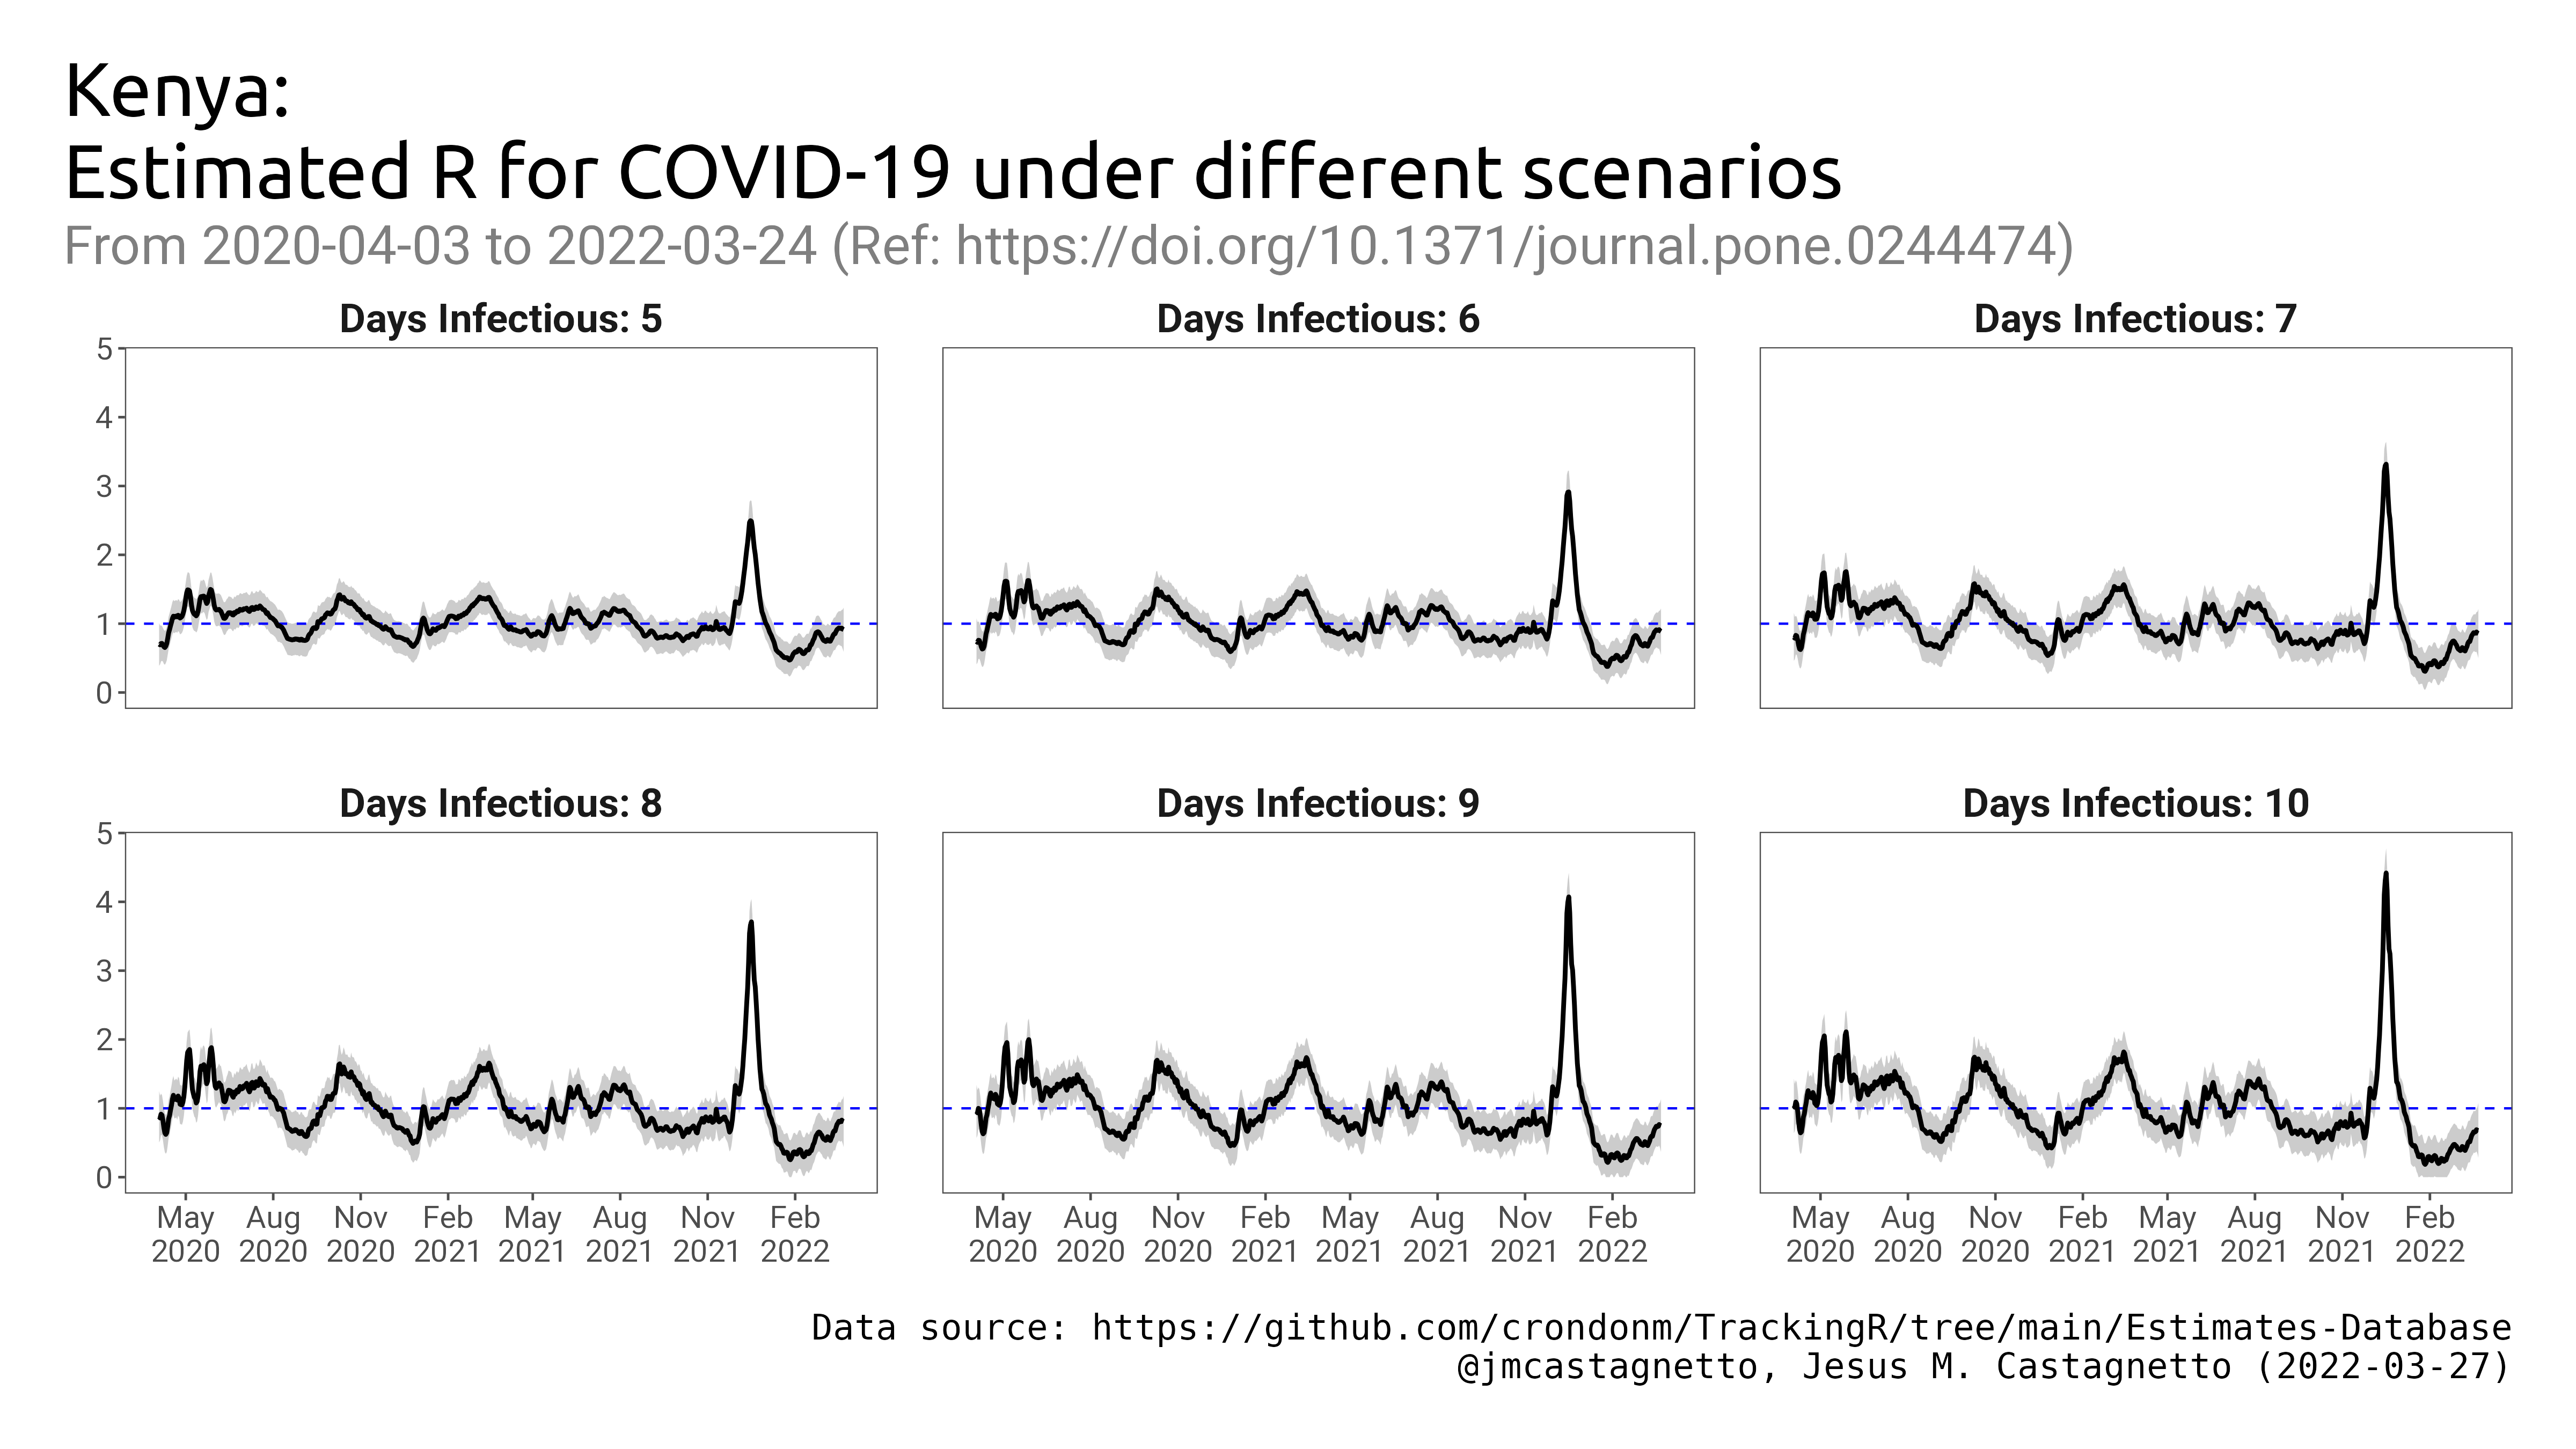 Kenya:
Estimated R for COVID-19 under different scenarios
From 2020-04-03 to 2022-03-24 (Ref: https://doi.org/10.1371/journal.pone.0244474)
Days Infectious: 5
Days Infectious: 6
Days Infectious: 7
5
4
3
2
1
0
Days Infectious: 8
Days Infectious: 9
Days Infectious: 10
5
4
3
2
1
0
May Aug Nov Feb May Aug Nov Feb
2020 2020 2020 2021 2021 2021 2021 2022
May Aug Nov Feb May Aug Nov Feb
2020 2020 2020 2021 2021 2021 2021 2022
May Aug Nov Feb May Aug Nov Feb
2020 2020 2020 2021 2021 2021 2021 2022
Data source: https://github.com/crondonm/TrackingR/tree/main/Estimates-Database
@jmcastagnetto, Jesus M. Castagnetto (2022-03-27)